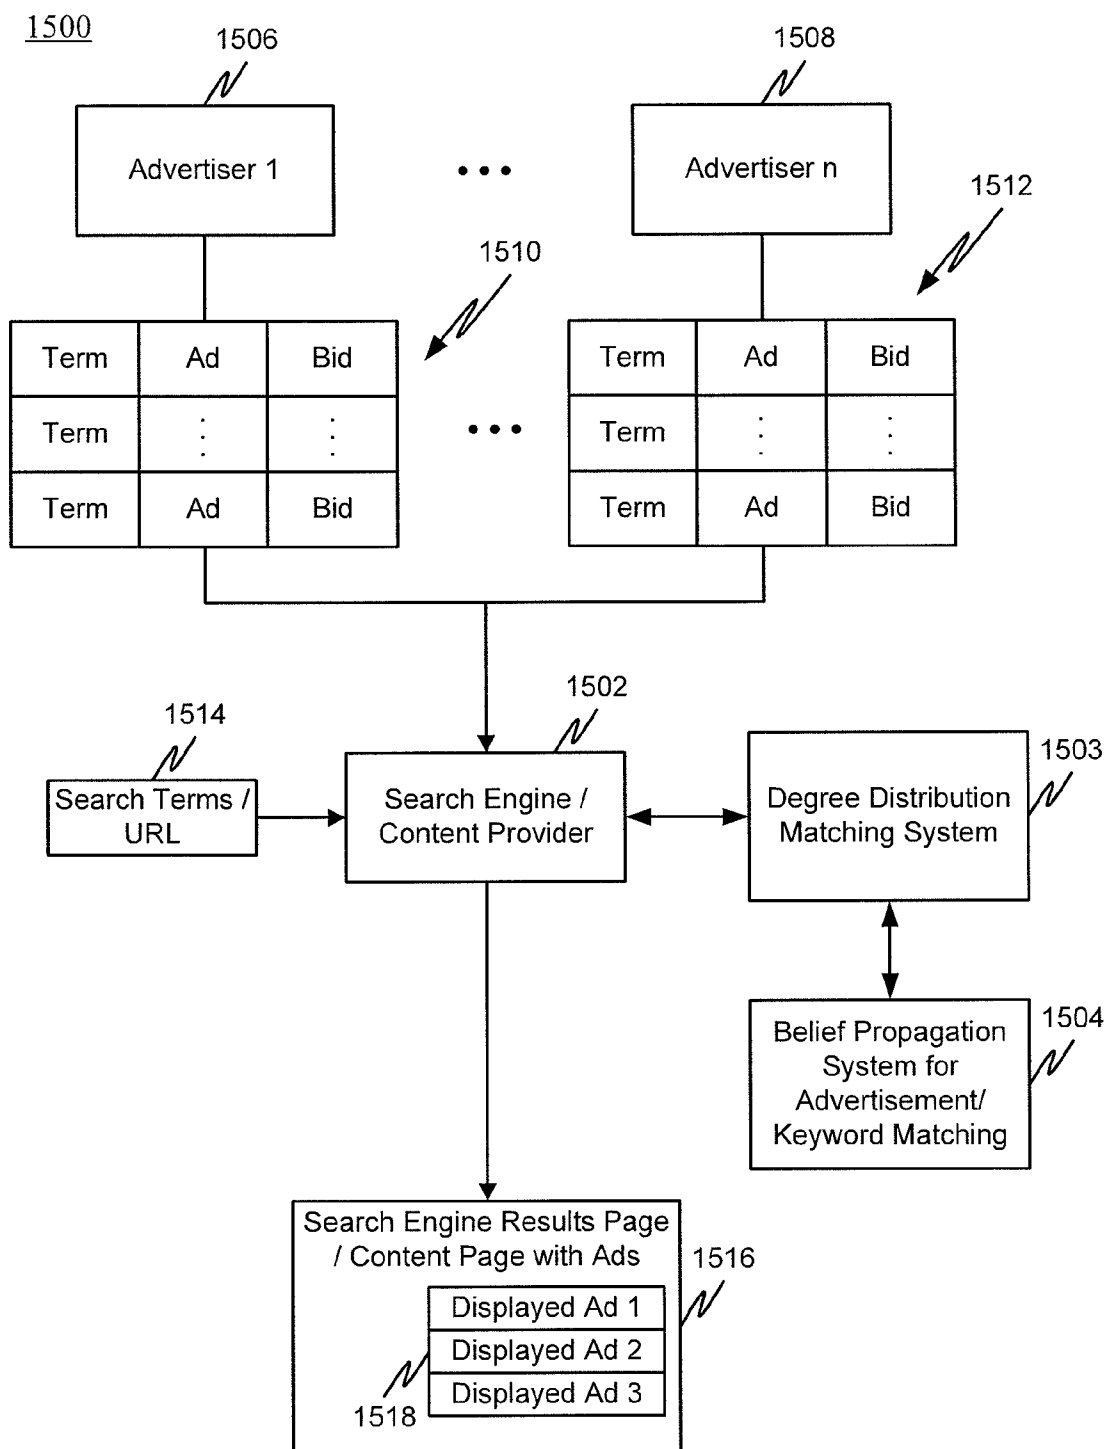 1500
1506
1508
Advertiser 1
• • •
Advertiser n
1512
1510
Term Ad Bid
Term
Term Ad Bid
• • •
Term Ad Bid
Term
Term Ad Bid
1502
1514
1503
Search Terms /
URL
Search Engine /
Content Provider
Degree Distribution
Matching System
1504
Belief Propagation
System for
Advertisement/
Keyword Matching
Search Engine Results Page
/ Content Page with Ads
1516
Displayed Ad 1
Displayed Ad 2
Displayed Ad 3
1518